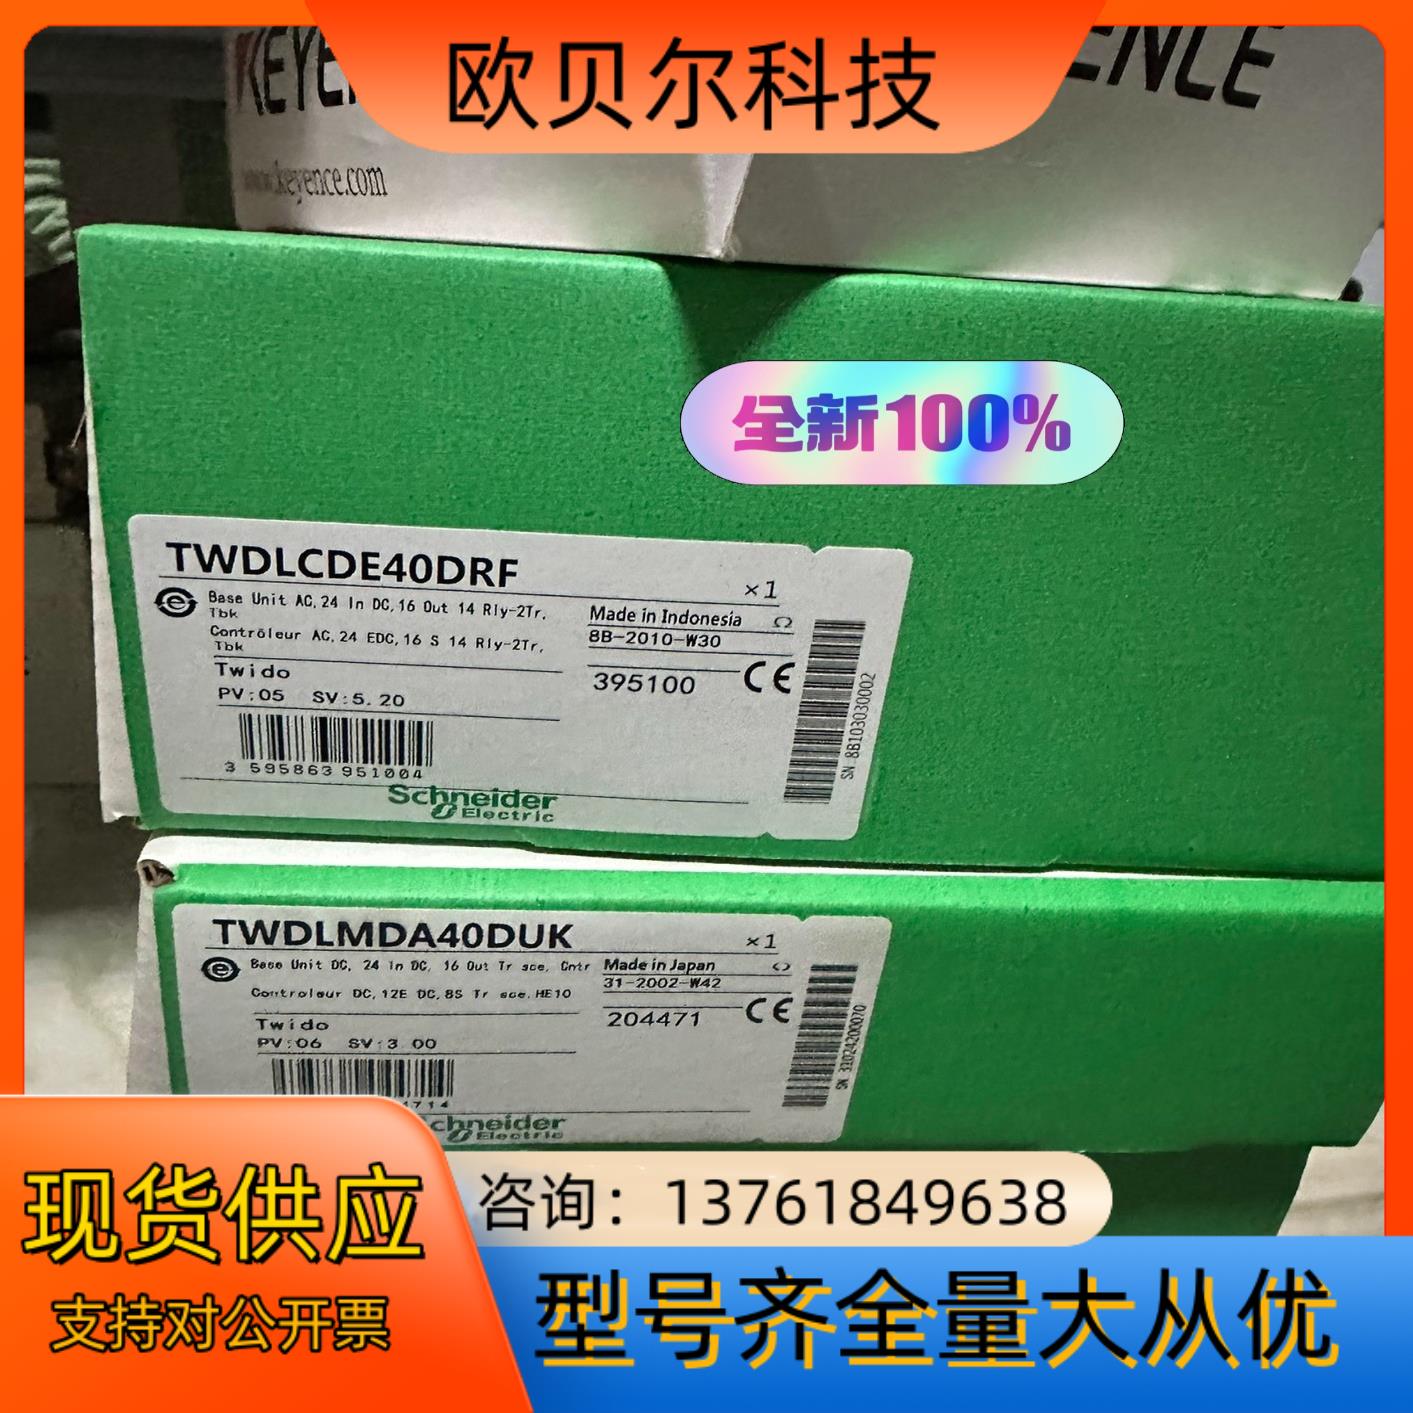 欧贝尔科技
KEYE
ENCE
keyence.com
全新100%
TWDLCDE40DRF
×1
Base Unit AC,24 In DC,16 Out 14 Rly-2Tr,
Tbk
Contrôleur AC,24 EDC,16 S 14 Rly-2Tr,
Tbk
Made in Indonesia
8B-2010-W30
Twido
395100
CE
PV:05 SV:5.20
3 595863 951004
SN 8B103030002
Schneider
Electric
TWDLMDA40DUK
×1
Base Unit DC, 24 In DC, 16 Out Tr sce, Cntr
Controleur DC,12E DC,8S Tr sce,HE10
Made in Japan
31-2002-W42
Twido
204471
CE
PV:06 SV:3.00
4714
SN 31024200070
chneider
Electric
现货供应
支持对公开票
咨询：13761849638
型号齐全量大从优